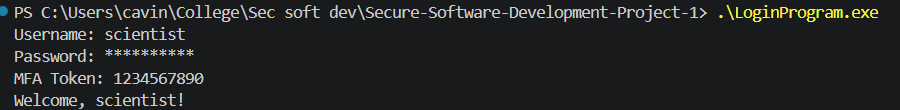 PS C:\Users\cavin\College\Sec soft dev\Secure-Software-Development-Project-1> .\LoginProgram.exe
Username: scientist
Password: **********
MFA Token: 1234567890
Welcome, scientist!